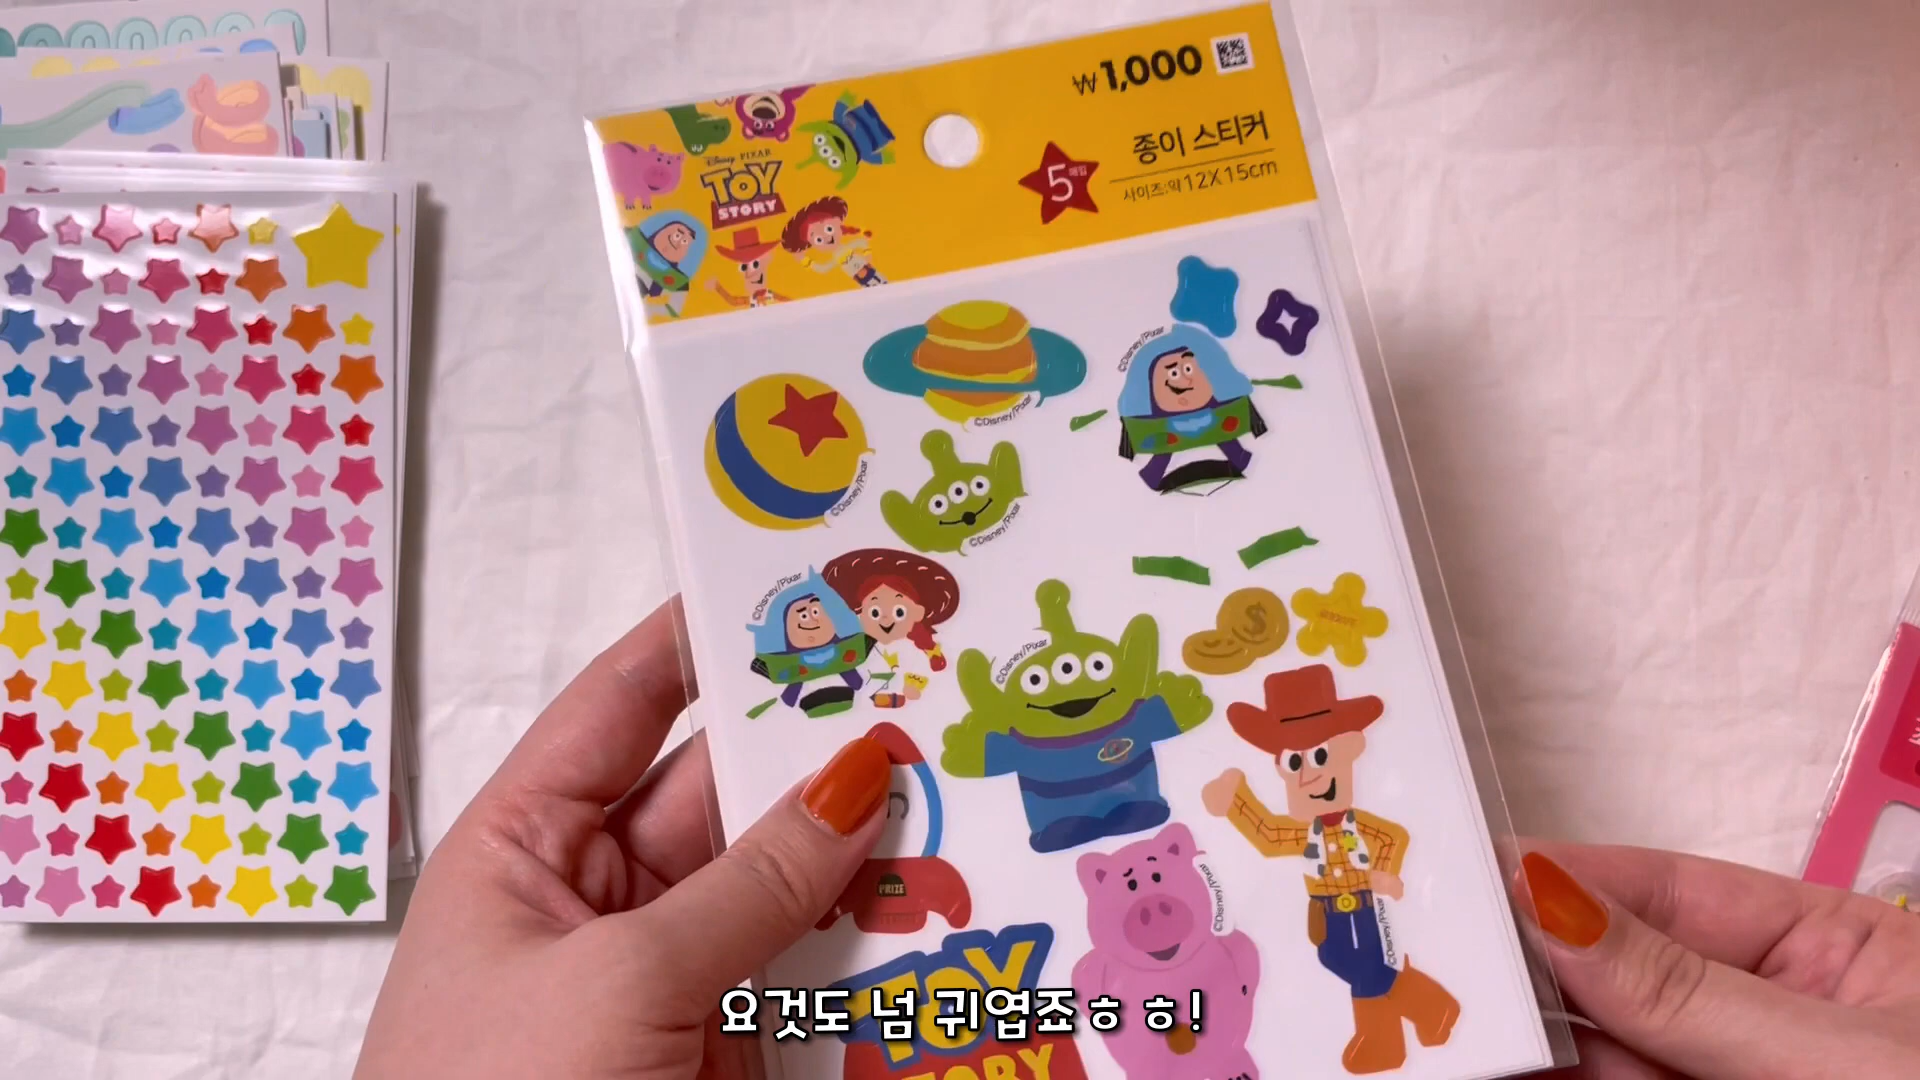 ₩1,000
종이 스티커
5매입
사이즈:약12X15cm
Disney PIXAR
TOY
STORY
©Disney/Pixar
©Disney/Pixar
©Disney/Pixar
©Disney/Pixar
©Disney/Pixar
©Disney/Pixar
$
PRIZE
©Disney/Pixar
©Disney/Pixar
TOY
STORY
요것도 넘 귀엽죠ㅎㅎ!